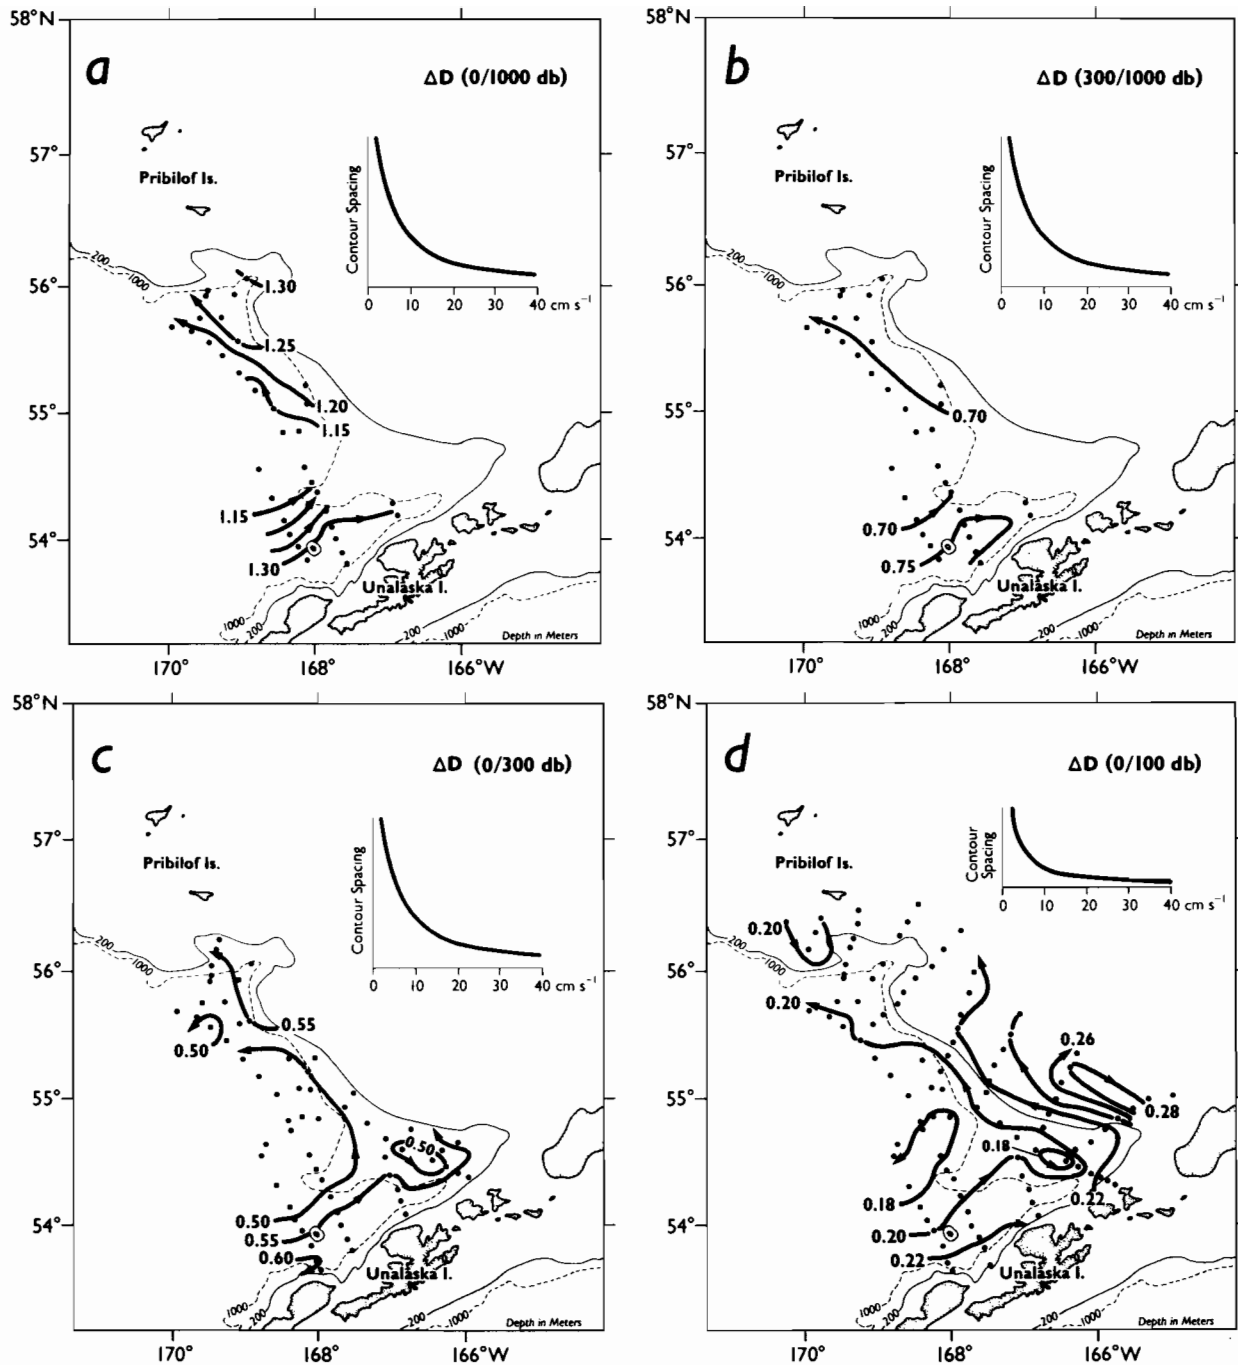 58°N
a
ΔD (0/1000 db)
57°
Pribilof Is.
Contour Spacing
0 10 20 30 40 cm s⁻¹
200
1000
56°
1.30
1.25
55°
1.20
1.15
1.15
54°
1.30
Unalaska I.
1000
200
1000
Depth in Meters
170° 168° 166°W
58°N
b
ΔD (300/1000 db)
57°
Pribilof Is.
Contour Spacing
0 10 20 30 40 cm s⁻¹
200
1000
56°
55°
0.70
0.70
54°
0.75
Unalaska I.
1000
200
1000
Depth in Meters
170° 168° 166°W
58°N
c
ΔD (0/300 db)
57°
Pribilof Is.
Contour Spacing
0 10 20 30 40 cm s⁻¹
200
1000
56°
0.55
0.50
55°
0.50
0.50
54°
0.55
0.60
Unalaska I.
1000
200
1000
Depth in Meters
170° 168° 166°W
58°N
d
ΔD (0/100 db)
57°
Pribilof Is.
Contour
Spacing
0 10 20 30 40 cm s⁻¹
0.20
200
1000
56°
0.20
0.26
55°
0.28
0.18
0.18
0.22
54°
0.20
0.22
Unalaska I.
1000
200
1000
Depth in Meters
170° 168° 166°W